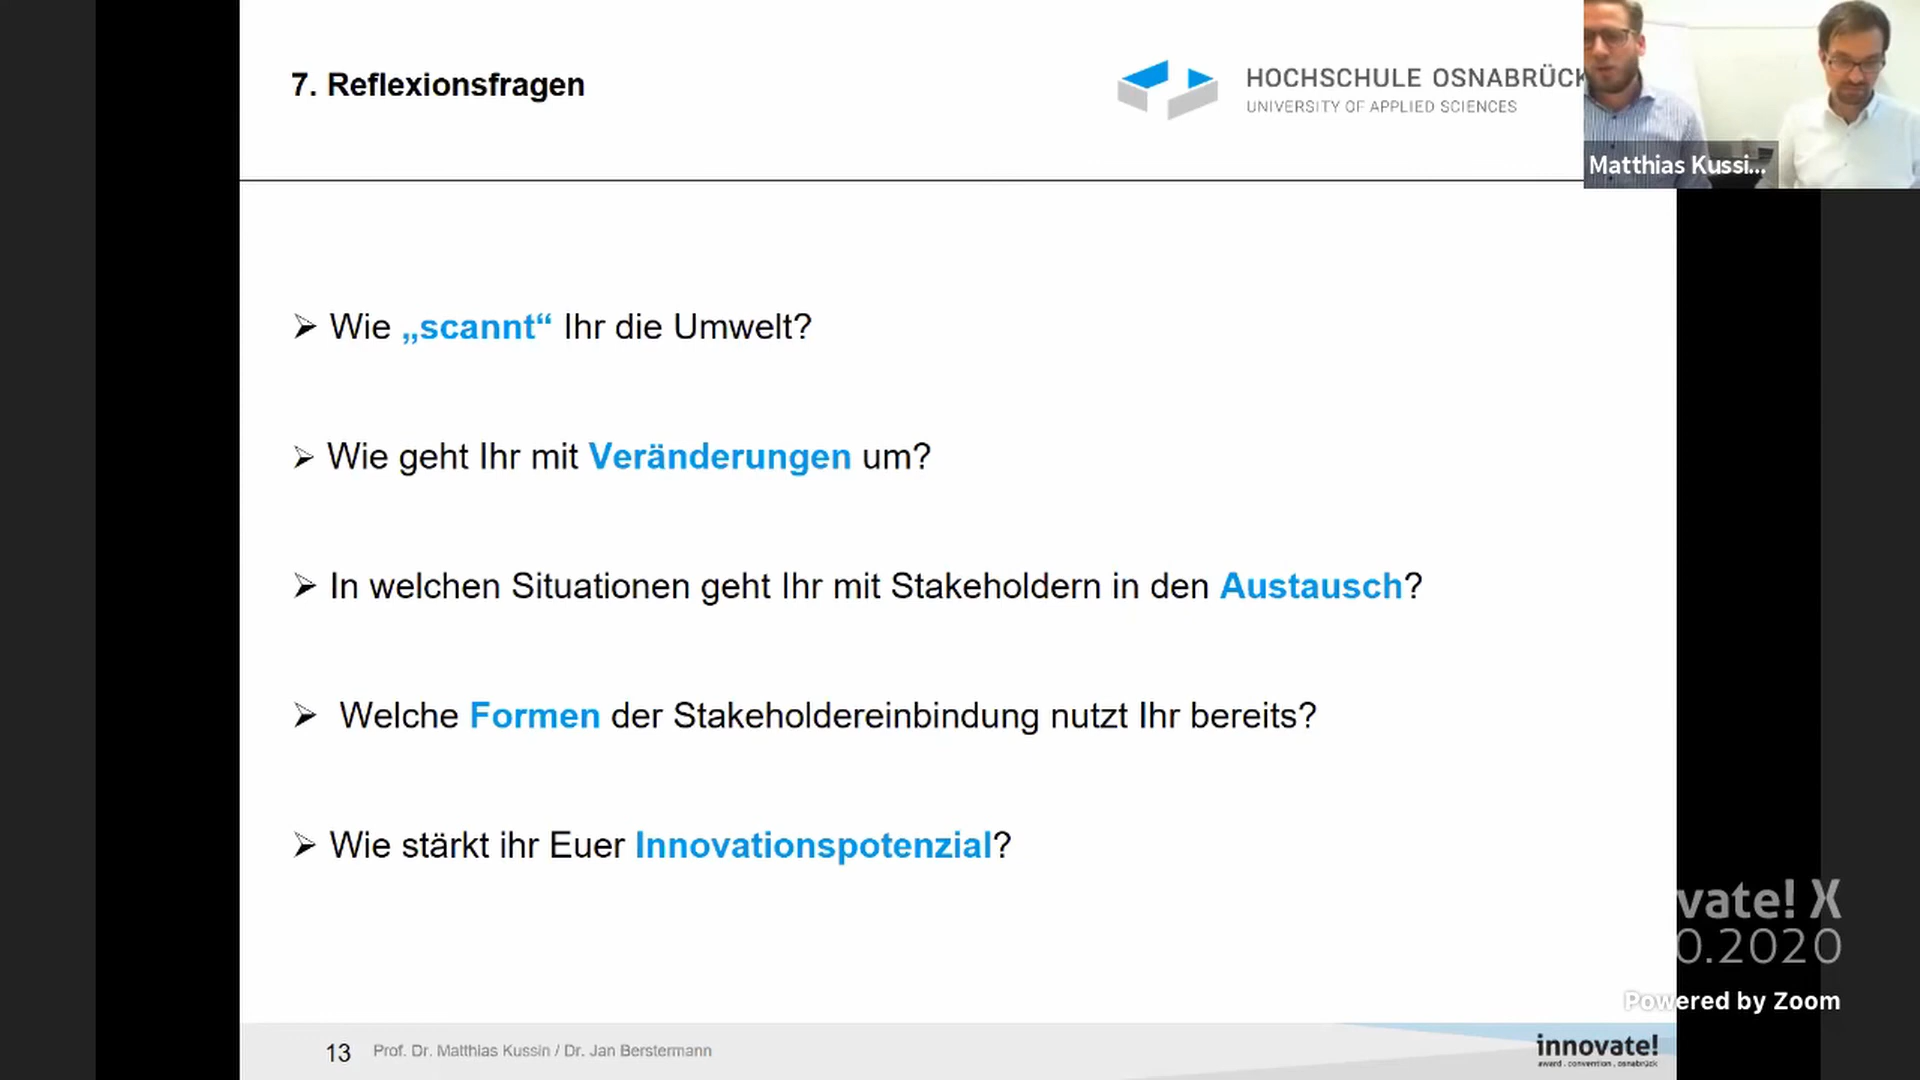 7. Reflexionsfragen
HOCHSCHULE OSNABRÜCK
UNIVERSITY OF APPLIED SCIENCES
Matthias Kussi...
Wie „scannt“ Ihr die Umwelt?
Wie geht Ihr mit Veränderungen um?
In welchen Situationen geht Ihr mit Stakeholdern in den Austausch?
Welche Formen der Stakeholdereinbindung nutzt Ihr bereits?
Wie stärkt ihr Euer Innovationspotenzial?
vate! X
0.2020
Powered by Zoom
13 Prof. Dr. Matthias Kussin / Dr. Jan Berstermann
innovate!
award . convention . osnabrück